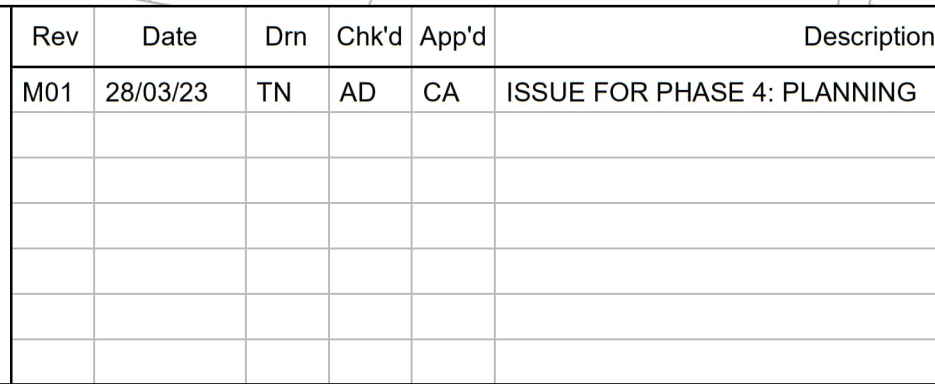 Rev Date Drn Chk'd App'd Description
M01 28/03/23 TN AD CA ISSUE FOR PHASE 4: PLANNING